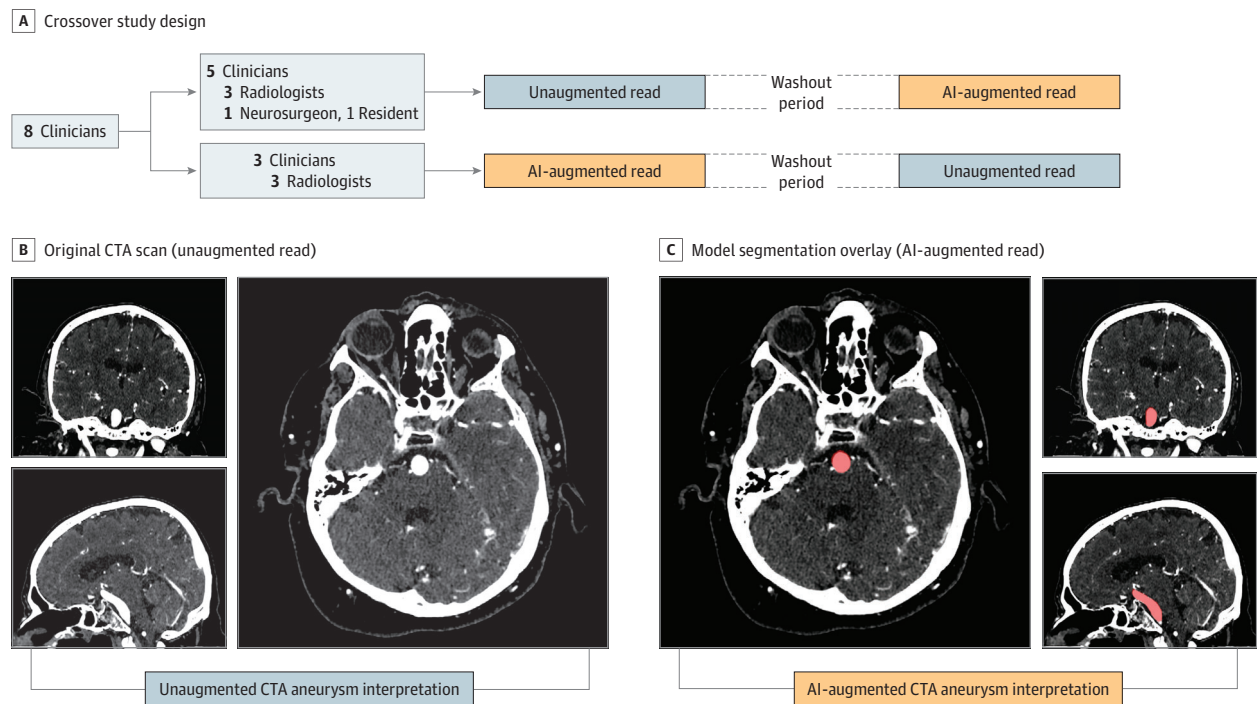 A Crossover study design
8 Clinicians
5 Clinicians
3 Radiologists
1 Neurosurgeon, 1 Resident
Unaugmented read
Washout
period
AI-augmented read
3 Clinicians
3 Radiologists
AI-augmented read
Washout
period
Unaugmented read
B Original CTA scan (unaugmented read)
Unaugmented CTA aneurysm interpretation
C Model segmentation overlay (AI-augmented read)
AI-augmented CTA aneurysm interpretation